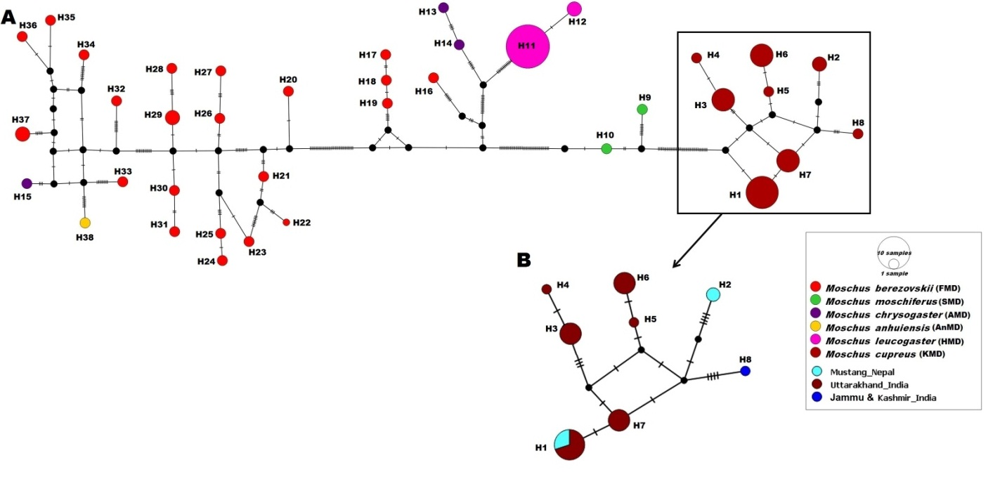 A
H36
H35
H34
H32
H37
H15
H33
H38
H28
H29
H30
H31
H27
H26
H25
H24
H23
H20
H21
H22
H17
H18
H19
H16
H13
H14
H11
H12
H9
H10
H4
H3
H6
H5
H2
H8
H7
H1
B
H4
H3
H6
H5
H2
H8
H7
H1
10 samples
1 sample
Moschus berezovskii (FMD)
Moschus moschiferus (SMD)
Moschus chrysogaster (AMD)
Moschus anhuiensis (AnMD)
Moschus leucogaster (HMD)
Moschus cupreus (KMD)
Mustang_Nepal
Uttarakhand_India
Jammu & Kashmir_India